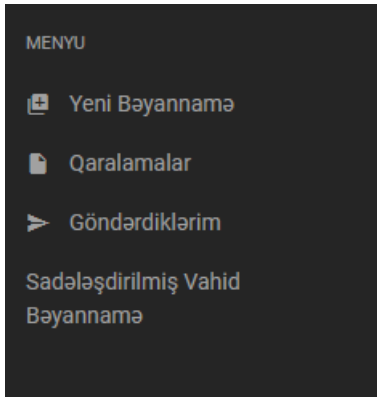 MENYU
Yeni Bəyannamə
Qaralamalar
Göndərdiklərim
Sadələşdirilmiş Vahid
Bəyannamə